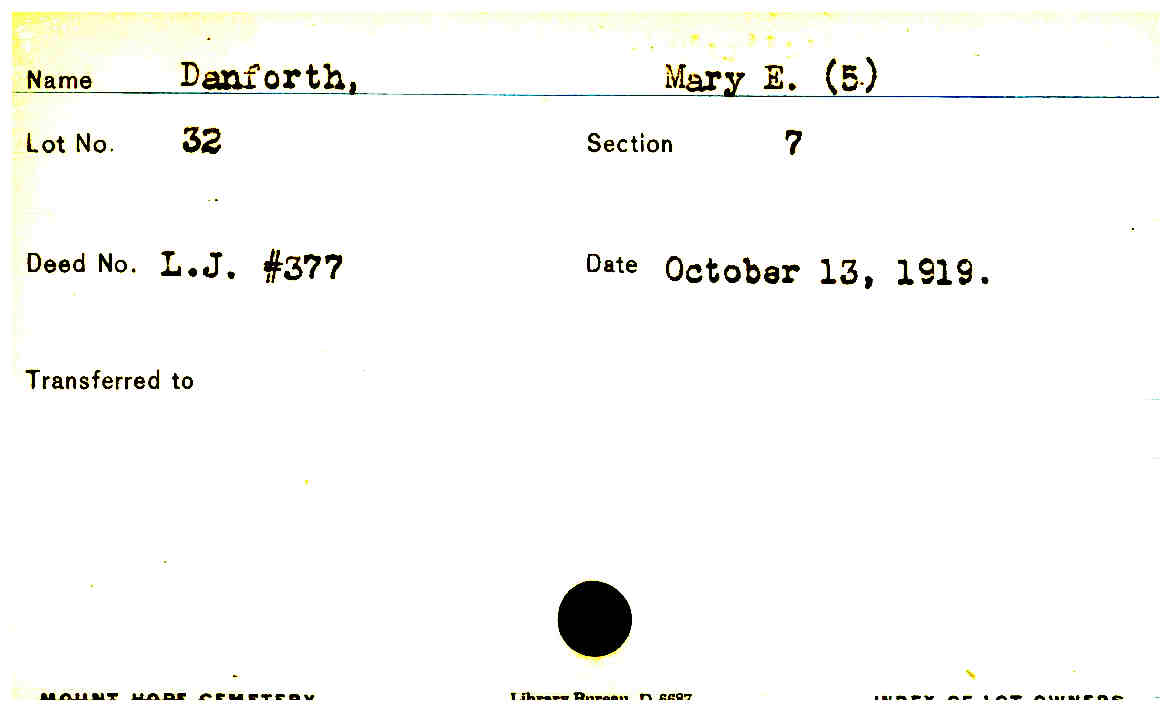 Name Danforth, Mary E. (5)
Lot No. 32 Section 7
Deed No. L.J. #377 Date October 13, 1919.
Transferred to
MOUNT HOPE CEMETERY Library Bureau D 6687 INDEX OF LOT OWNERS